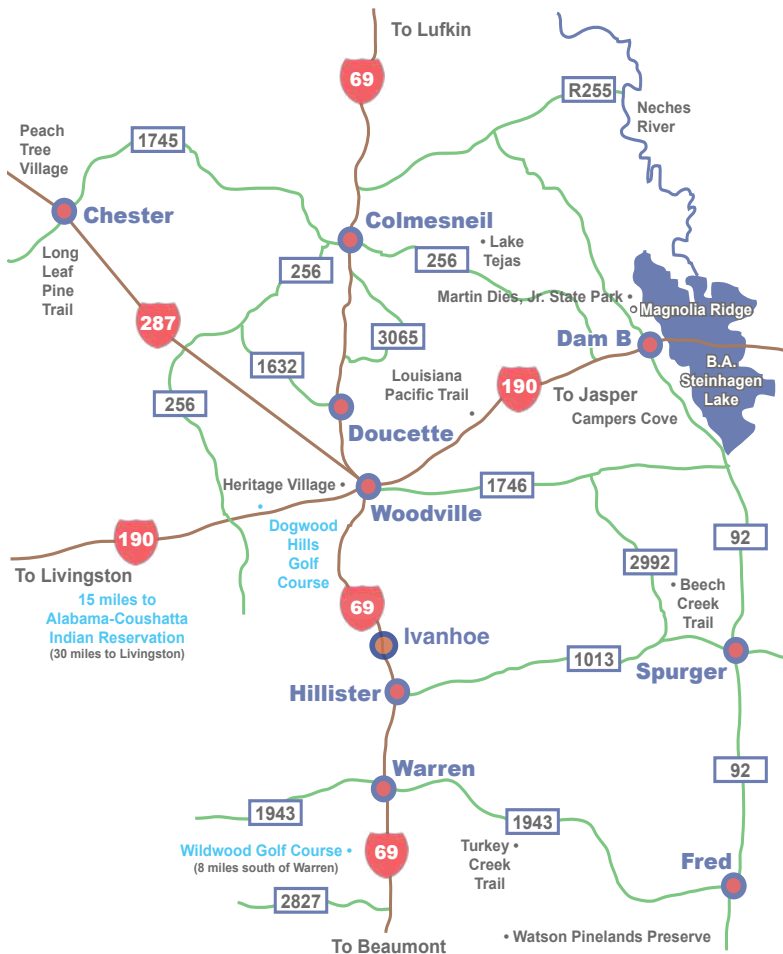 To Lufkin
69
R255
Neches
River
Peach
Tree
Village
1745
Chester
Colmesneil
Long
Leaf
Pine
Trail
256
256
• Lake
Tejas
Martin Dies, Jr. State Park •
Magnolia Ridge
287
3065
Dam B
1632
B.A.
Steinhagen
Lake
Louisiana
Pacific Trail
190
To Jasper
256
Campers Cove
Doucette
Heritage Village •
1746
Woodville
Dogwood
Hills
Golf
Course
190
92
To Livingston
2992
15 miles to
Alabama-Coushatta
Indian Reservation
(30 miles to Livingston)
69
• Beech
Creek
Trail
Ivanhoe
1013
Spurger
Hillister
Warren
92
1943
1943
Wildwood Golf Course •
(8 miles south of Warren)
69
Turkey •
Creek
Trail
Fred
2827
To Beaumont
• Watson Pinelands Preserve